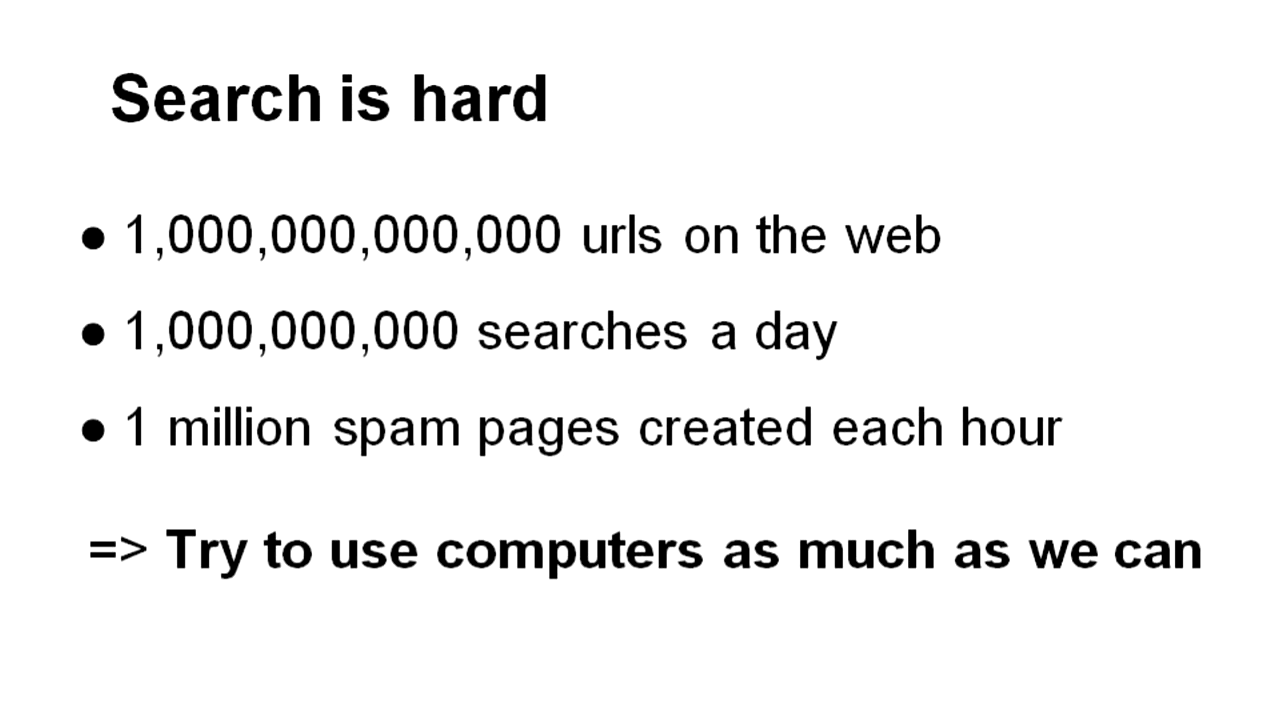 Search is hard
● 1,000,000,000,000 urls on the web
● 1,000,000,000 searches a day
● 1 million spam pages created each hour
=> Try to use computers as much as we can